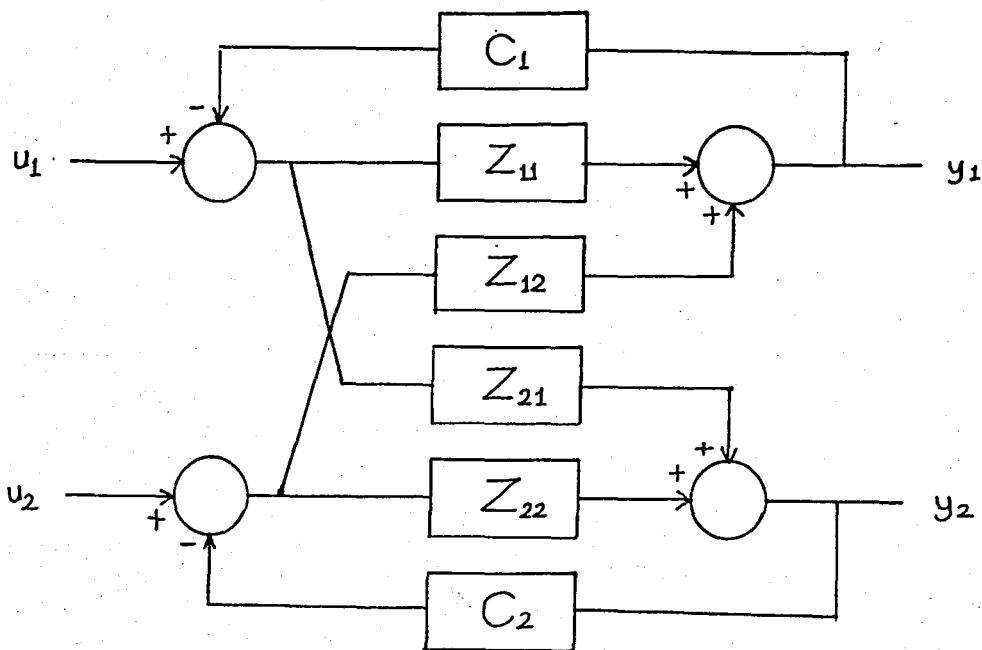 C₁
-
+
u₁
Z₁₁
+
+
y₁
Z₁₂
Z₂₁
+
+
u₂
+
-
Z₂₂
y₂
C₂